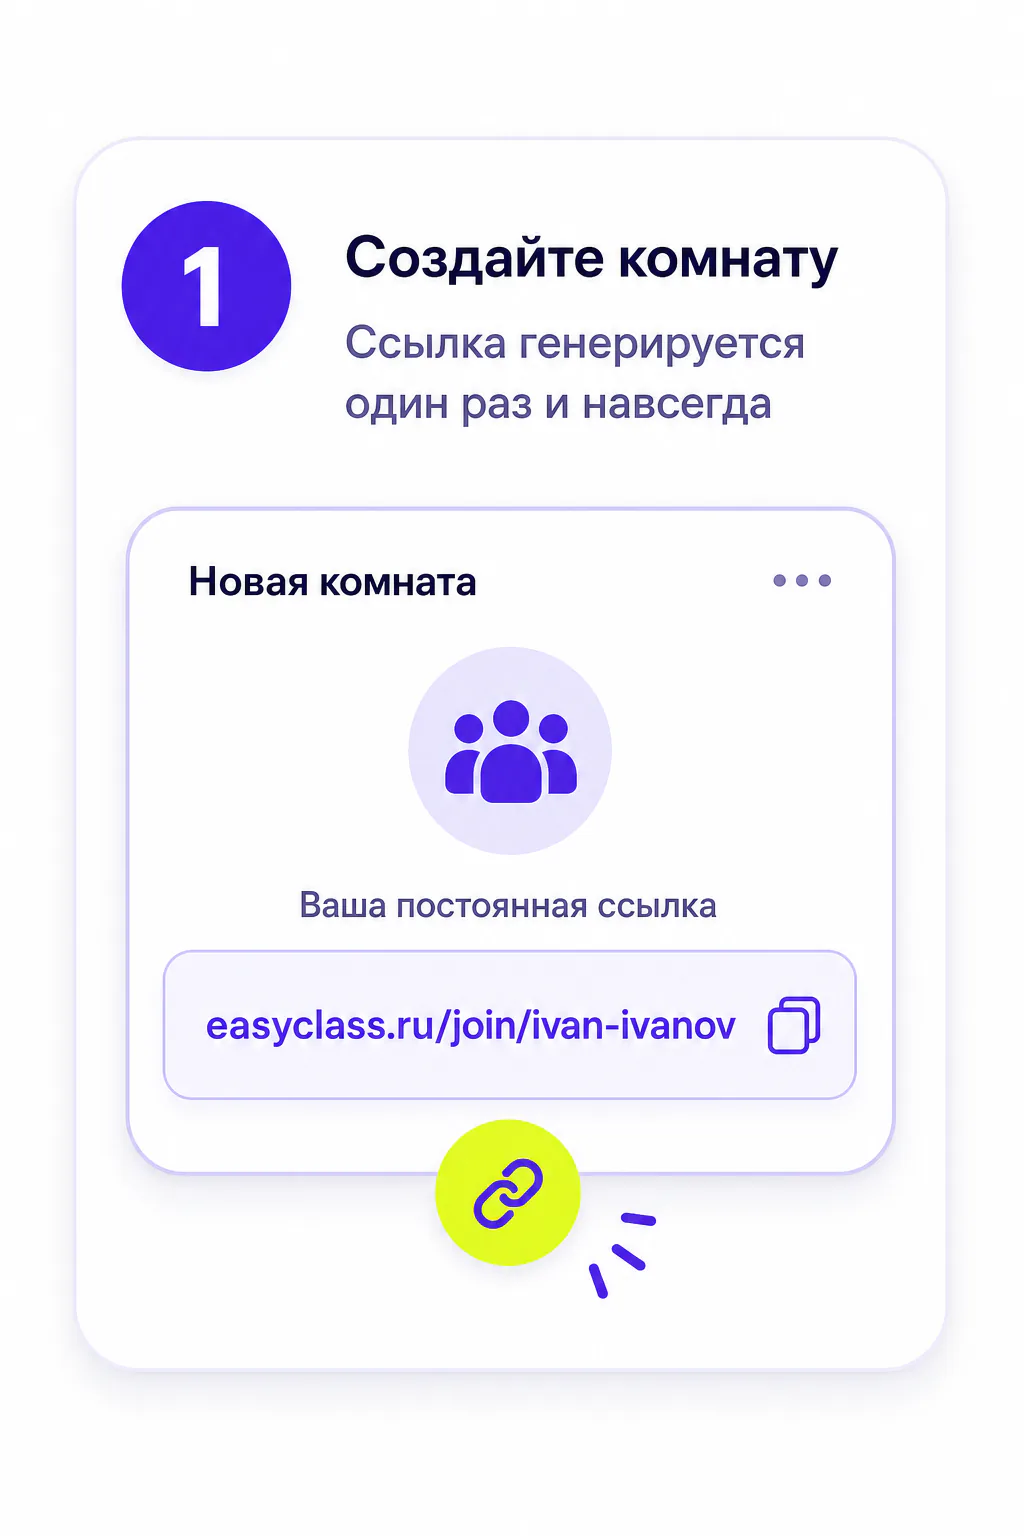 1
Создайте комнату
Ссылка генерируется
один раз и навсегда
Новая комната
Ваша постоянная ссылка
easyclass.ru/join/ivan-ivanov